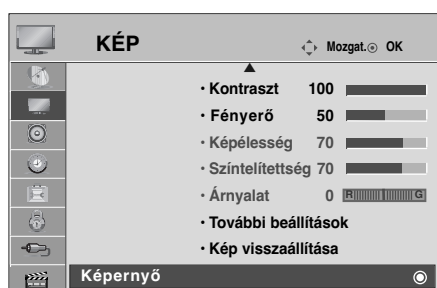 KÉP
Mozgat. OK
• Kontraszt 100
• Fényerő 50
• Képélesség 70
• Színtelítettség 70
• Árnyalat 0 R G
• További beállítások
• Kép visszaállítása
Képernyő